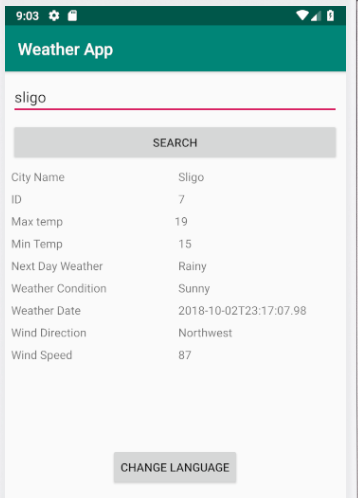 9:03
Weather App
sligo
SEARCH
City Name Sligo
ID 7
Max temp 19
Min Temp 15
Next Day Weather Rainy
Weather Condition Sunny
Weather Date 2018-10-02T23:17:07.98
Wind Direction Northwest
Wind Speed 87
CHANGE LANGUAGE